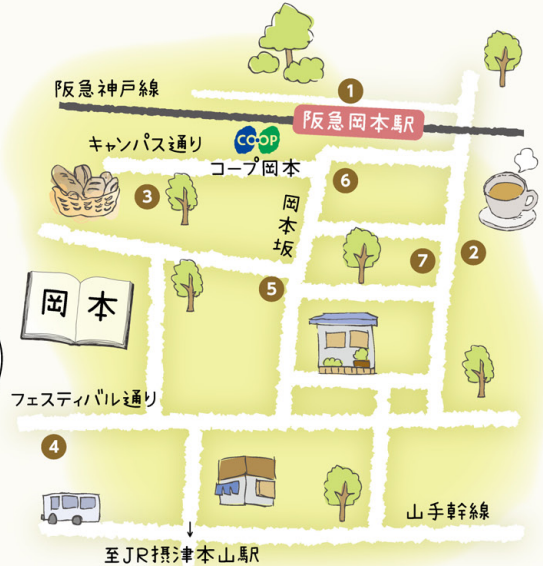 1
阪急神戸線
阪急岡本駅
キャンパス通り
CO·OP
コープ岡本
6
3
岡本坂
7
2
5
岡本
フェスティバル通り
4
山手幹線
↓
至JR摂津本山駅